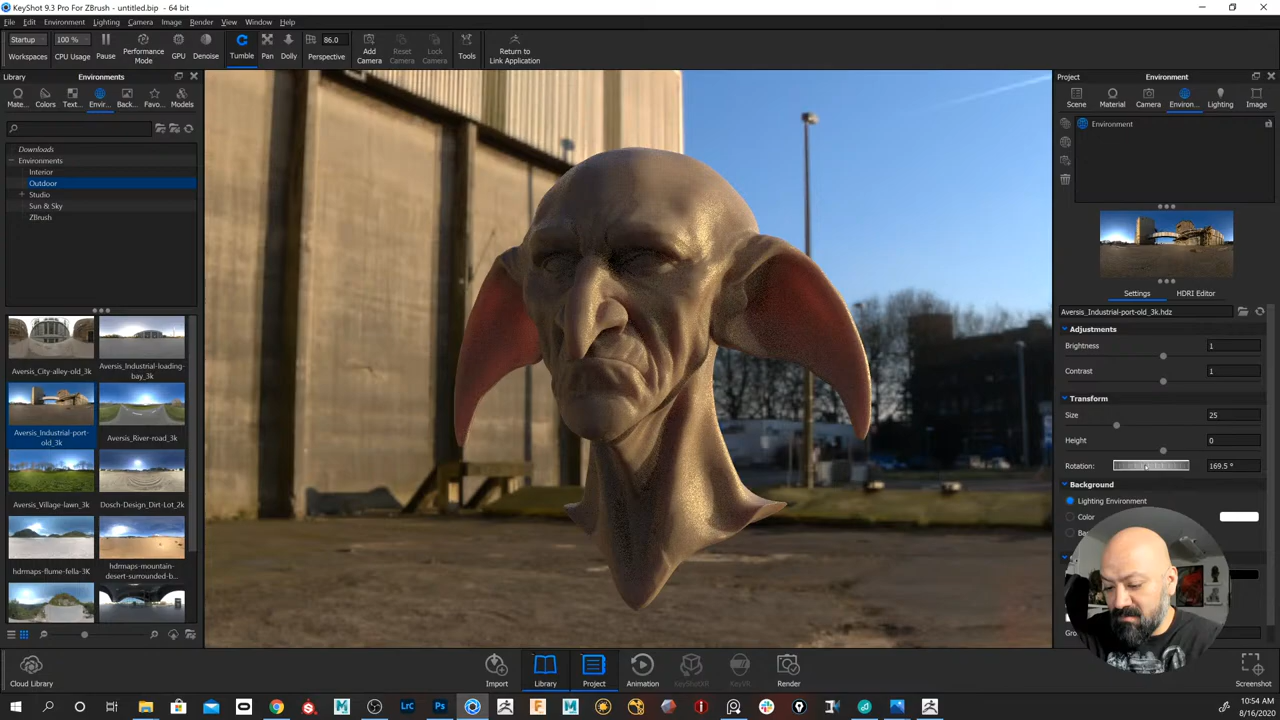 KeyShot 9.3 Pro For ZBrush - untitled.bip - 64 bit
File Edit Environment Lighting Camera Image Render View Window Help
Startup 100 % 86.0
Workspaces CPU Usage Pause Performance Mode GPU Denoise Tumble Pan Dolly Perspective Add Camera Reset Camera Lock Camera Tools Return to Link Application
Library Environments
Mate... Colors Text... Envir... Back... Favo... Models
Downloads
Environments
Interior
Outdoor
Studio
Sun & Sky
ZBrush
Aversis_City-alley-old_3k
Aversis_Industrial-loading-bay_3k
Aversis_Industrial-port-old_3k
Aversis_River-road_3k
Aversis_Village-lawn_3k
Dosch-Design_Dirt-Lot_2k
hdrmaps-flume-fella-3K
hdrmaps-mountain-desert-surrounded-b...
Project Environment
Scene Material Camera Environ... Lighting Image
Environment
Settings HDRI Editor
Aversis_Industrial-port-old_3k.hdz
Adjustments
Brightness 1
Contrast 1
Transform
Size 25
Height 0
Rotation: 169.5 °
Background
Lighting Environment
Color
Cloud Library Import Library Project Animation KeyShotXR KeyVR Render Screenshot
LrC Ps
10:54 AM
8/16/2020